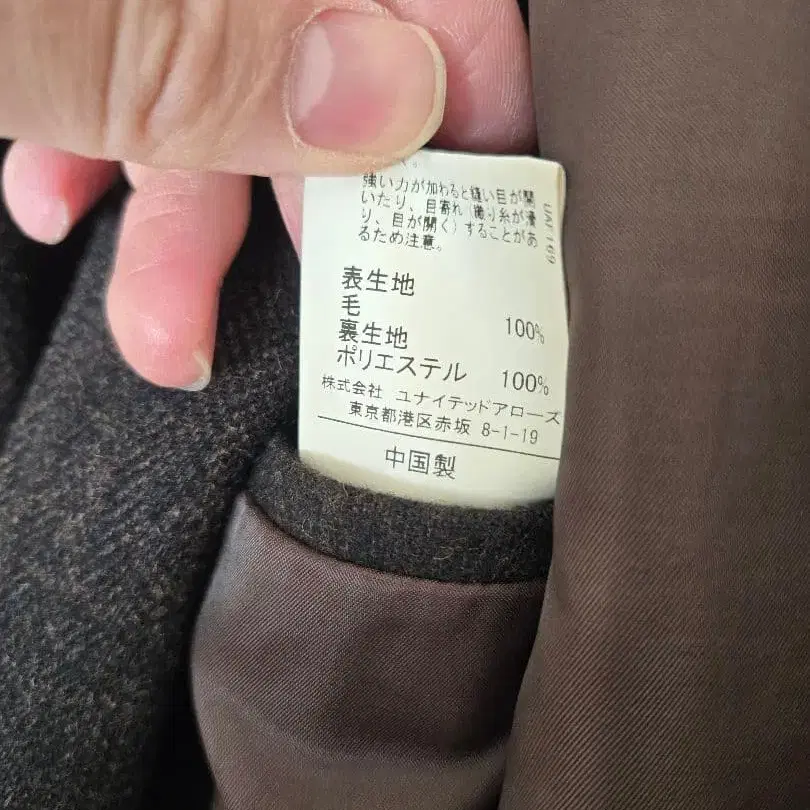 強い力が加わると縫い目が開
いたり、目寄れ(織り糸が滑
り、目が開く)することがあ
るため注意。
UAF 169
表生地
毛 100%
裏生地
ポリエステル 100%
株式会社 ユナイテッドアローズ
東京都港区赤坂 8-1-19
中国製